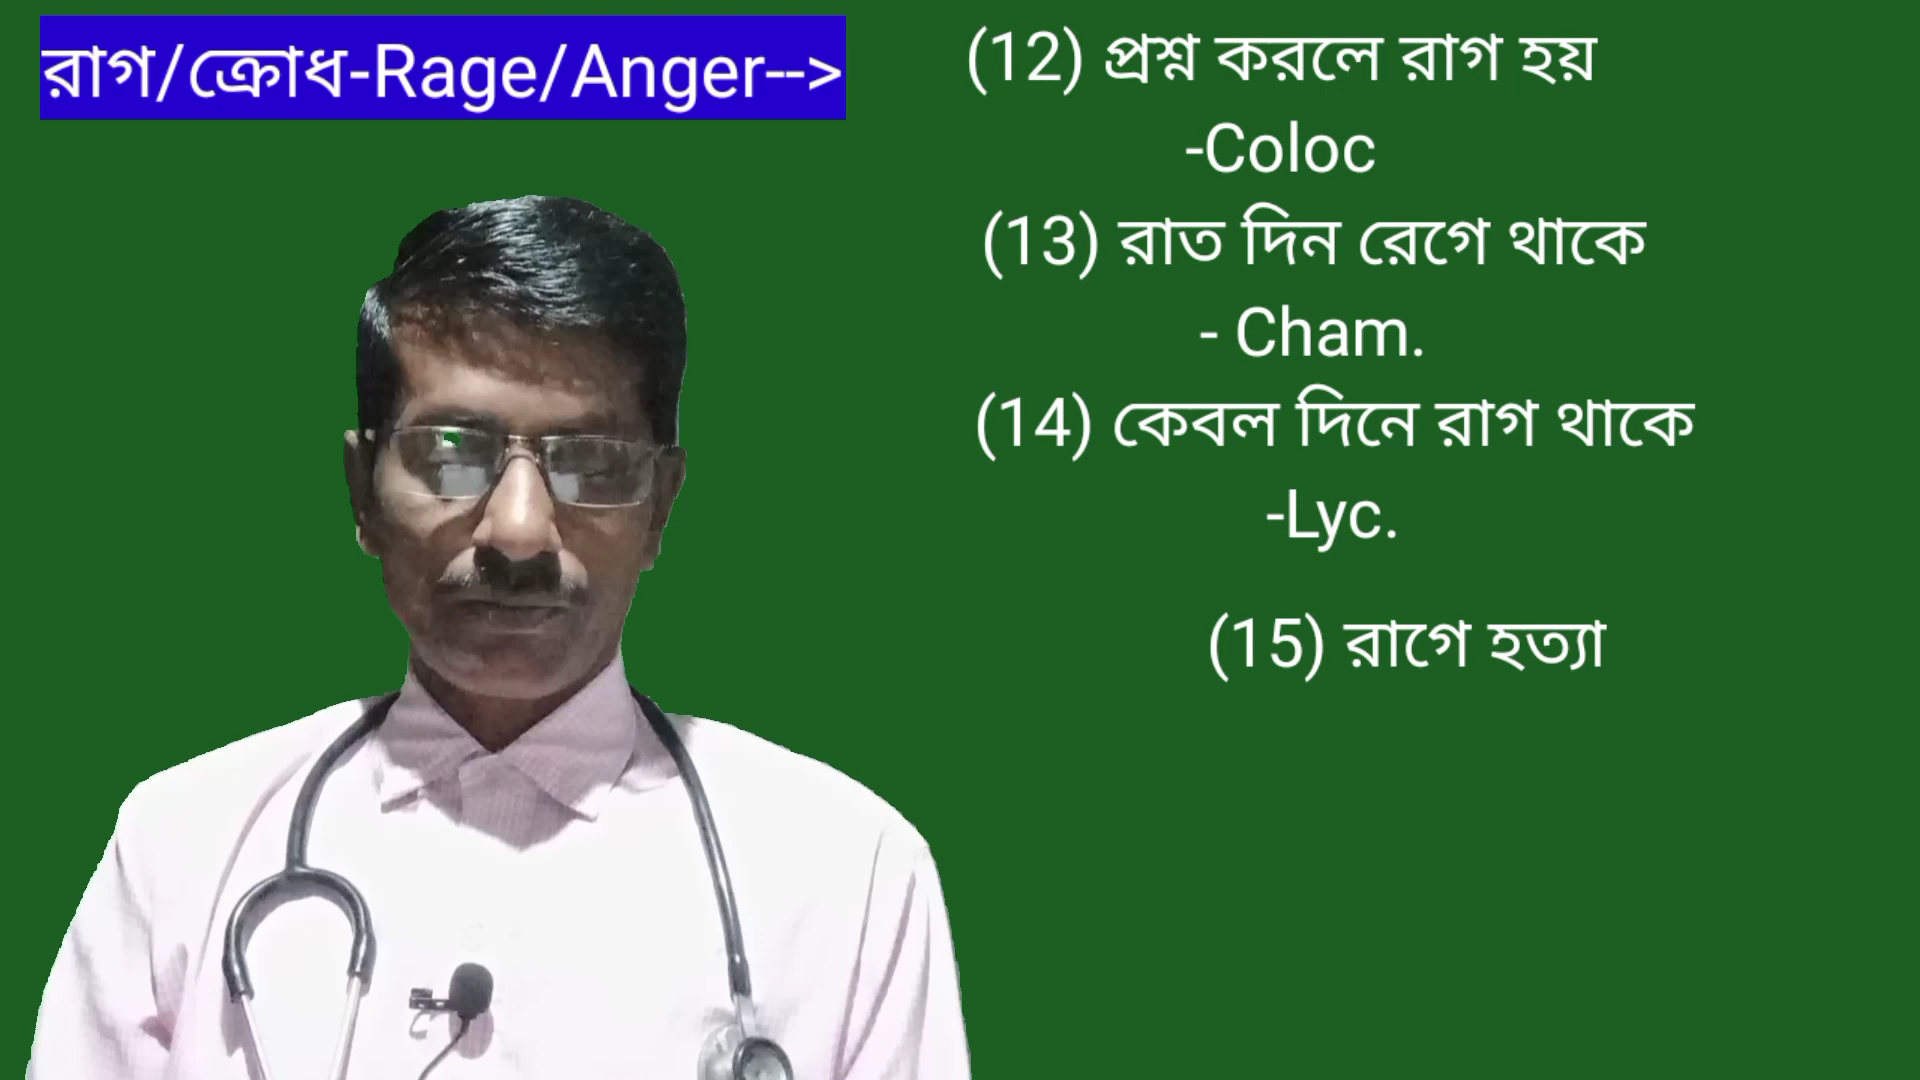 রাগ/ক্রোধ-Rage/Anger-->
(12) প্রশ্ন করলে রাগ হয়
-Coloc
(13) রাত দিন রেগে থাকে
- Cham.
(14) কেবল দিনে রাগ থাকে
-Lyc.
(15) রাগে হত্যা